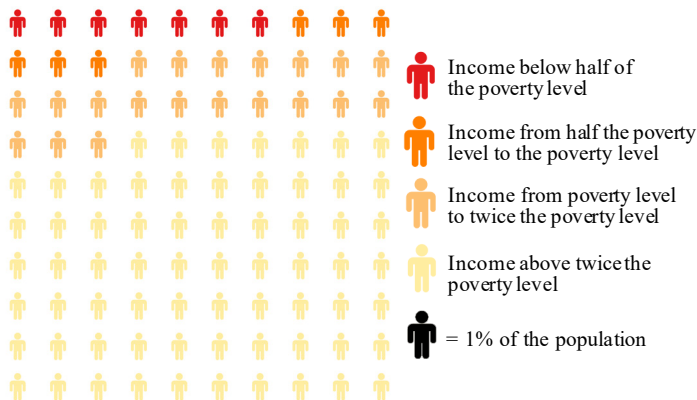 Income below half of
the poverty level
Income from half the poverty
level to the poverty level
Income from poverty level
to twice the poverty level
Income above twice the
poverty level
= 1% of the population